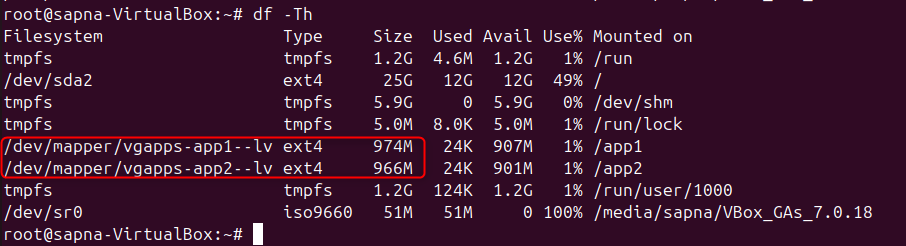 root@sapna-VirtualBox:~# df -Th
Filesystem                   Type     Size  Used Avail Use% Mounted on
tmpfs                        tmpfs    1.2G  4.6M  1.2G   1% /run
/dev/sda2                    ext4      25G   12G   12G  49% /
tmpfs                        tmpfs    5.9G     0  5.9G   0% /dev/shm
tmpfs                        tmpfs    5.0M  8.0K  5.0M   1% /run/lock
/dev/mapper/vgapps-app1--lv  ext4     974M   24K  907M   1% /app1
/dev/mapper/vgapps-app2--lv  ext4     966M   24K  901M   1% /app2
tmpfs                        tmpfs    1.2G  124K  1.2G   1% /run/user/1000
/dev/sr0                     iso9660   51M   51M     0 100% /media/sapna/VBox_GAs_7.0.18
root@sapna-VirtualBox:~#